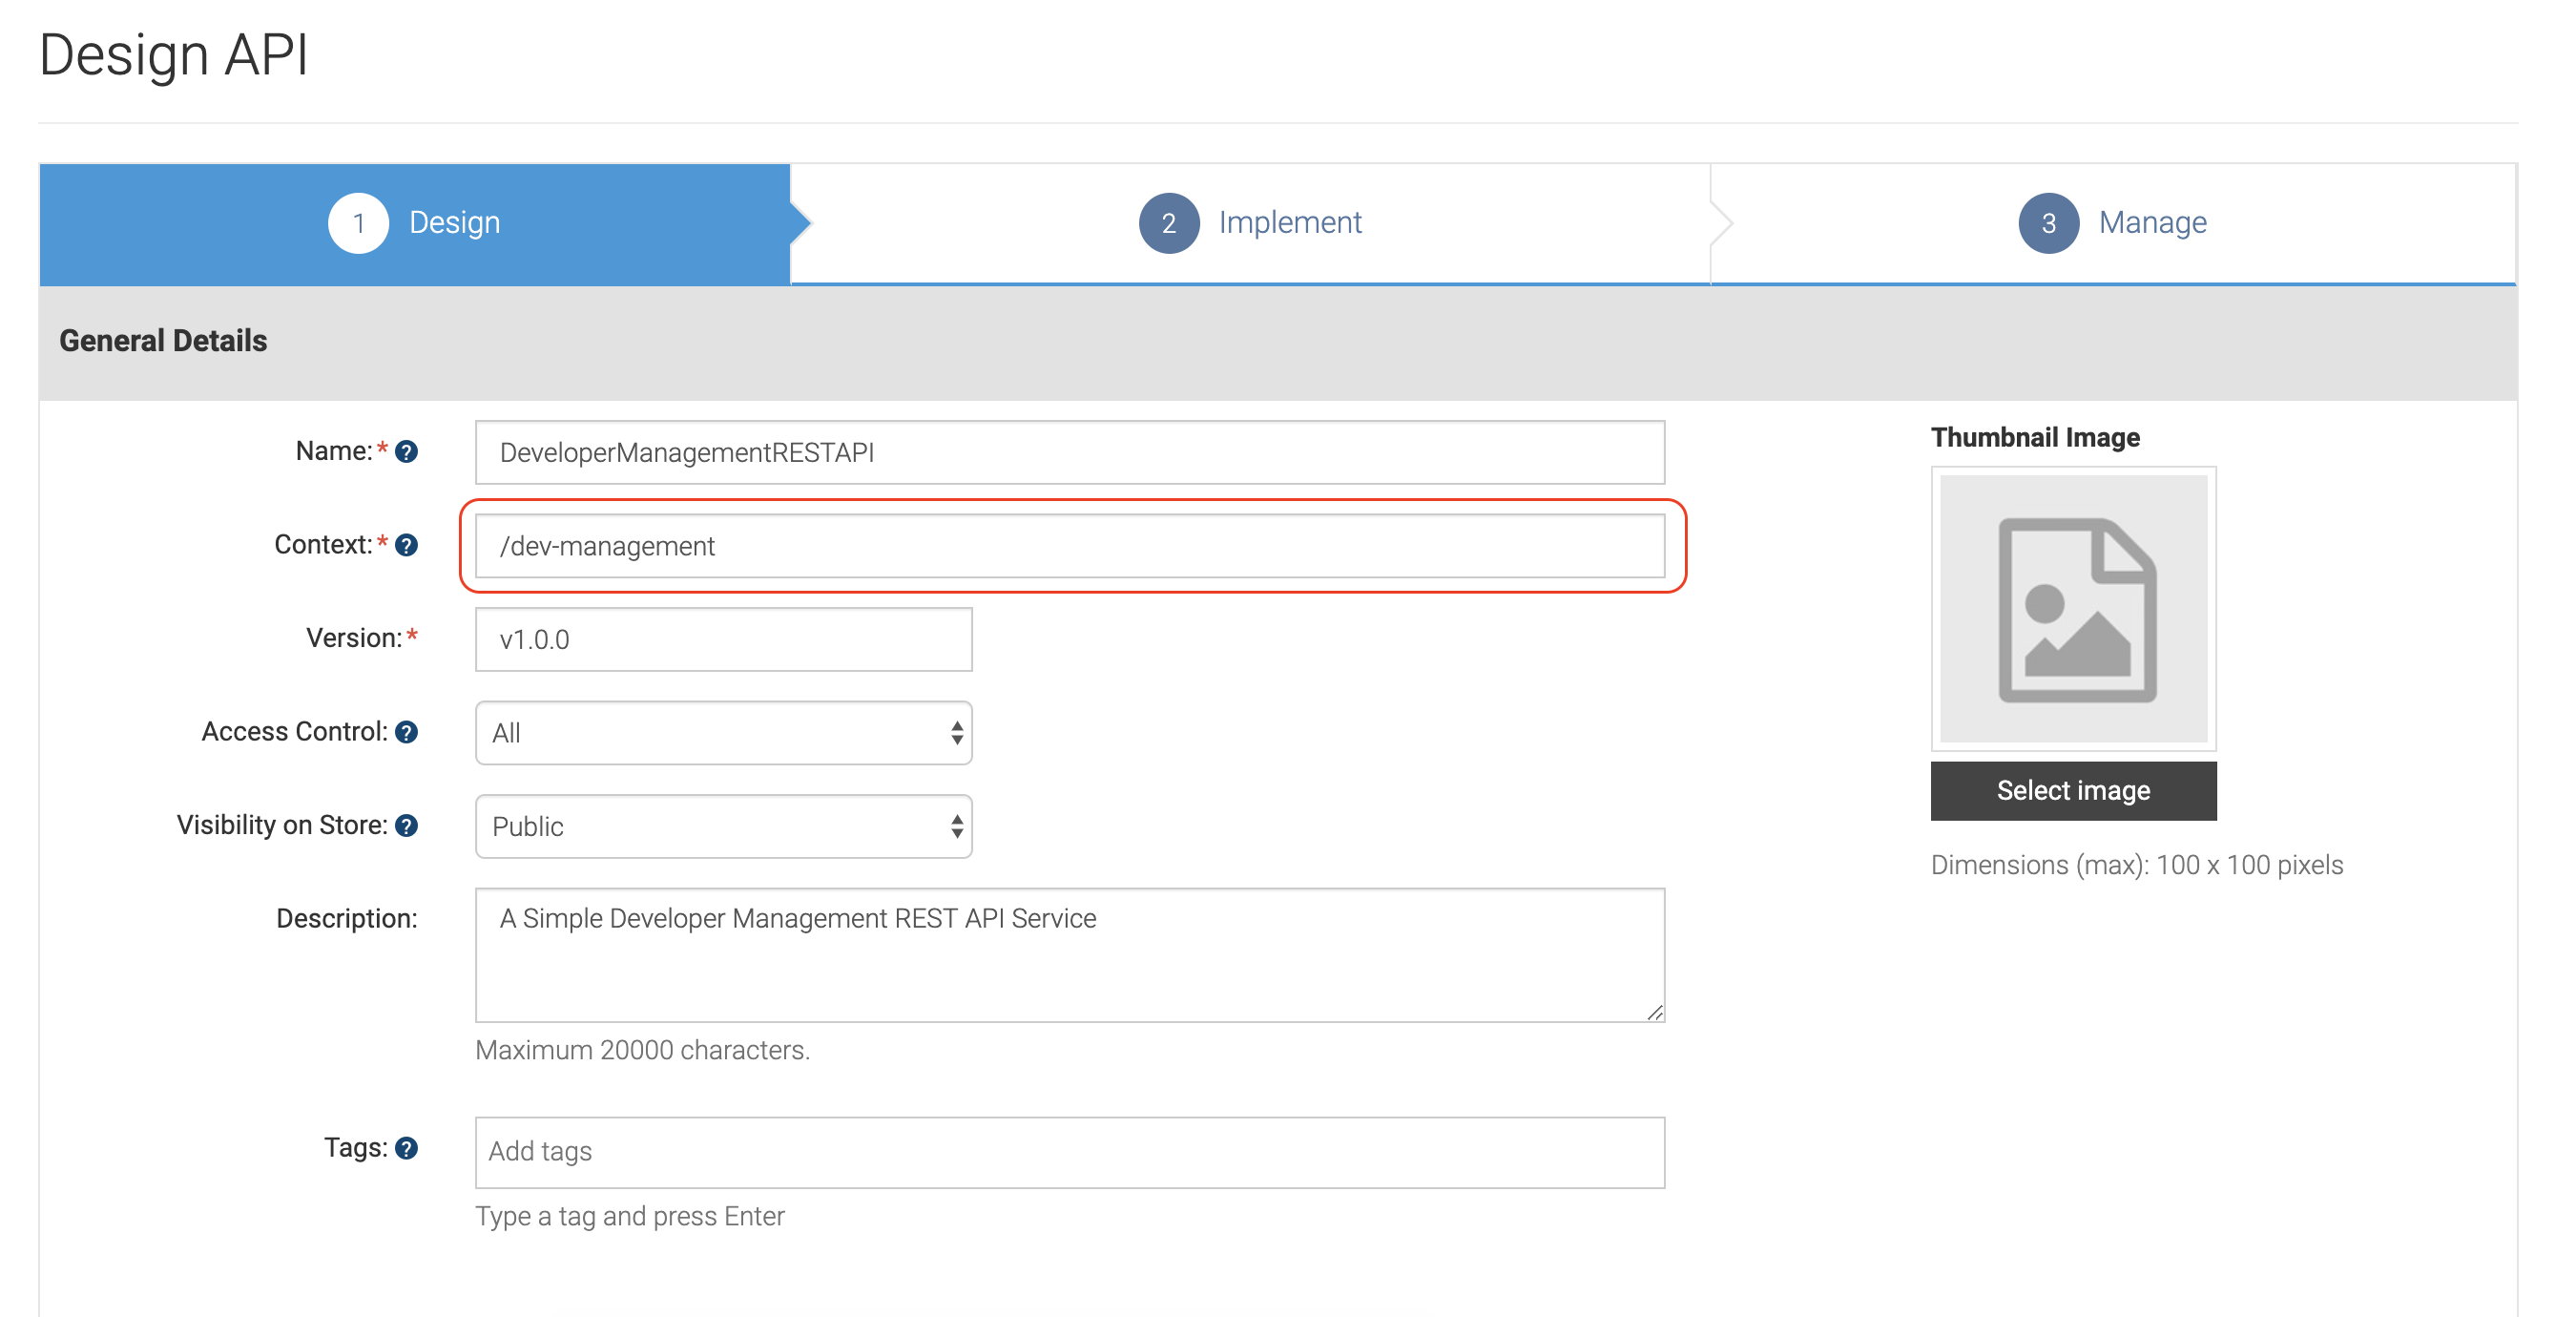 Design API
1 Design
2 Implement
3 Manage
General Details
Name:* ?
DeveloperManagementRESTAPI
Context:* ?
/dev-management
Version:*
v1.0.0
Access Control: ?
All
Visibility on Store: ?
Public
Description:
A Simple Developer Management REST API Service
Maximum 20000 characters.
Tags: ?
Add tags
Type a tag and press Enter
Thumbnail Image
Select image
Dimensions (max): 100 x 100 pixels